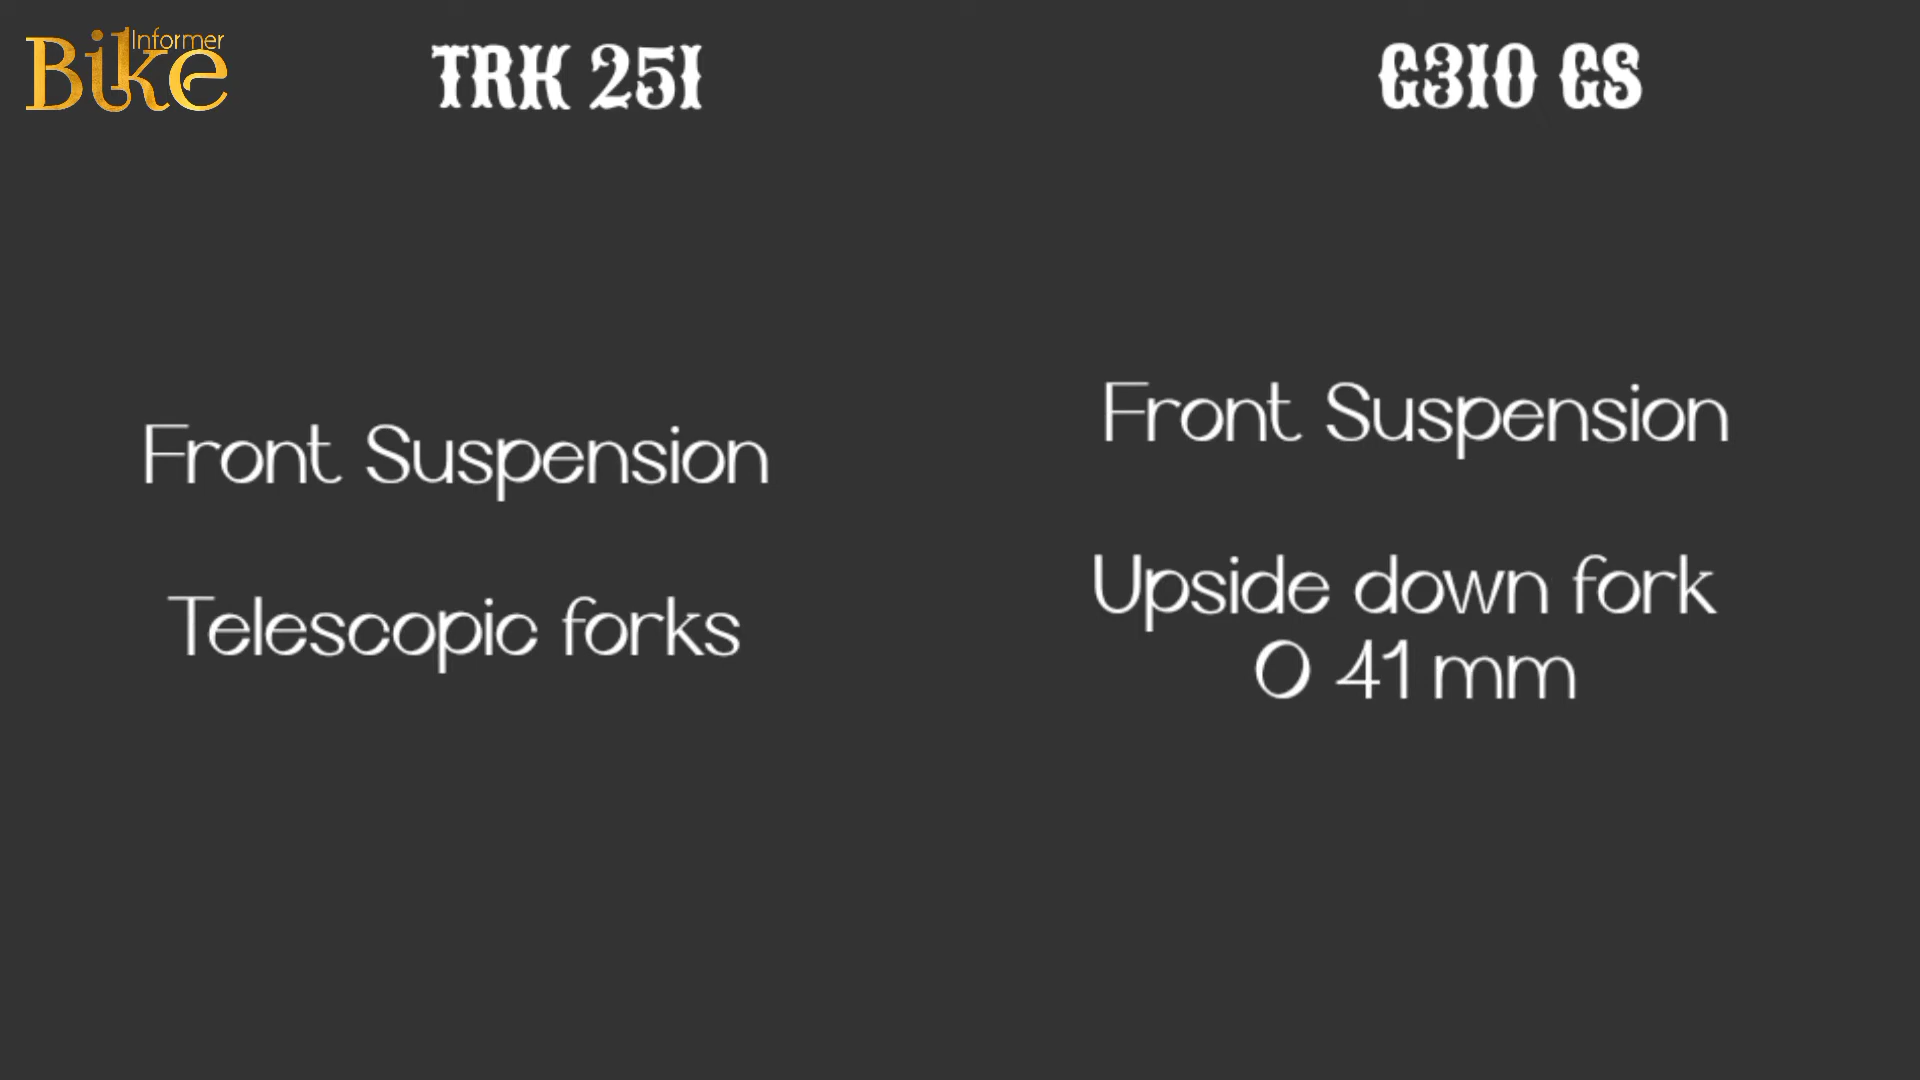 Bike Informer
TRK 251
G310 GS
Front Suspension
Telescopic forks
Front Suspension
Upside down fork
O 41 mm